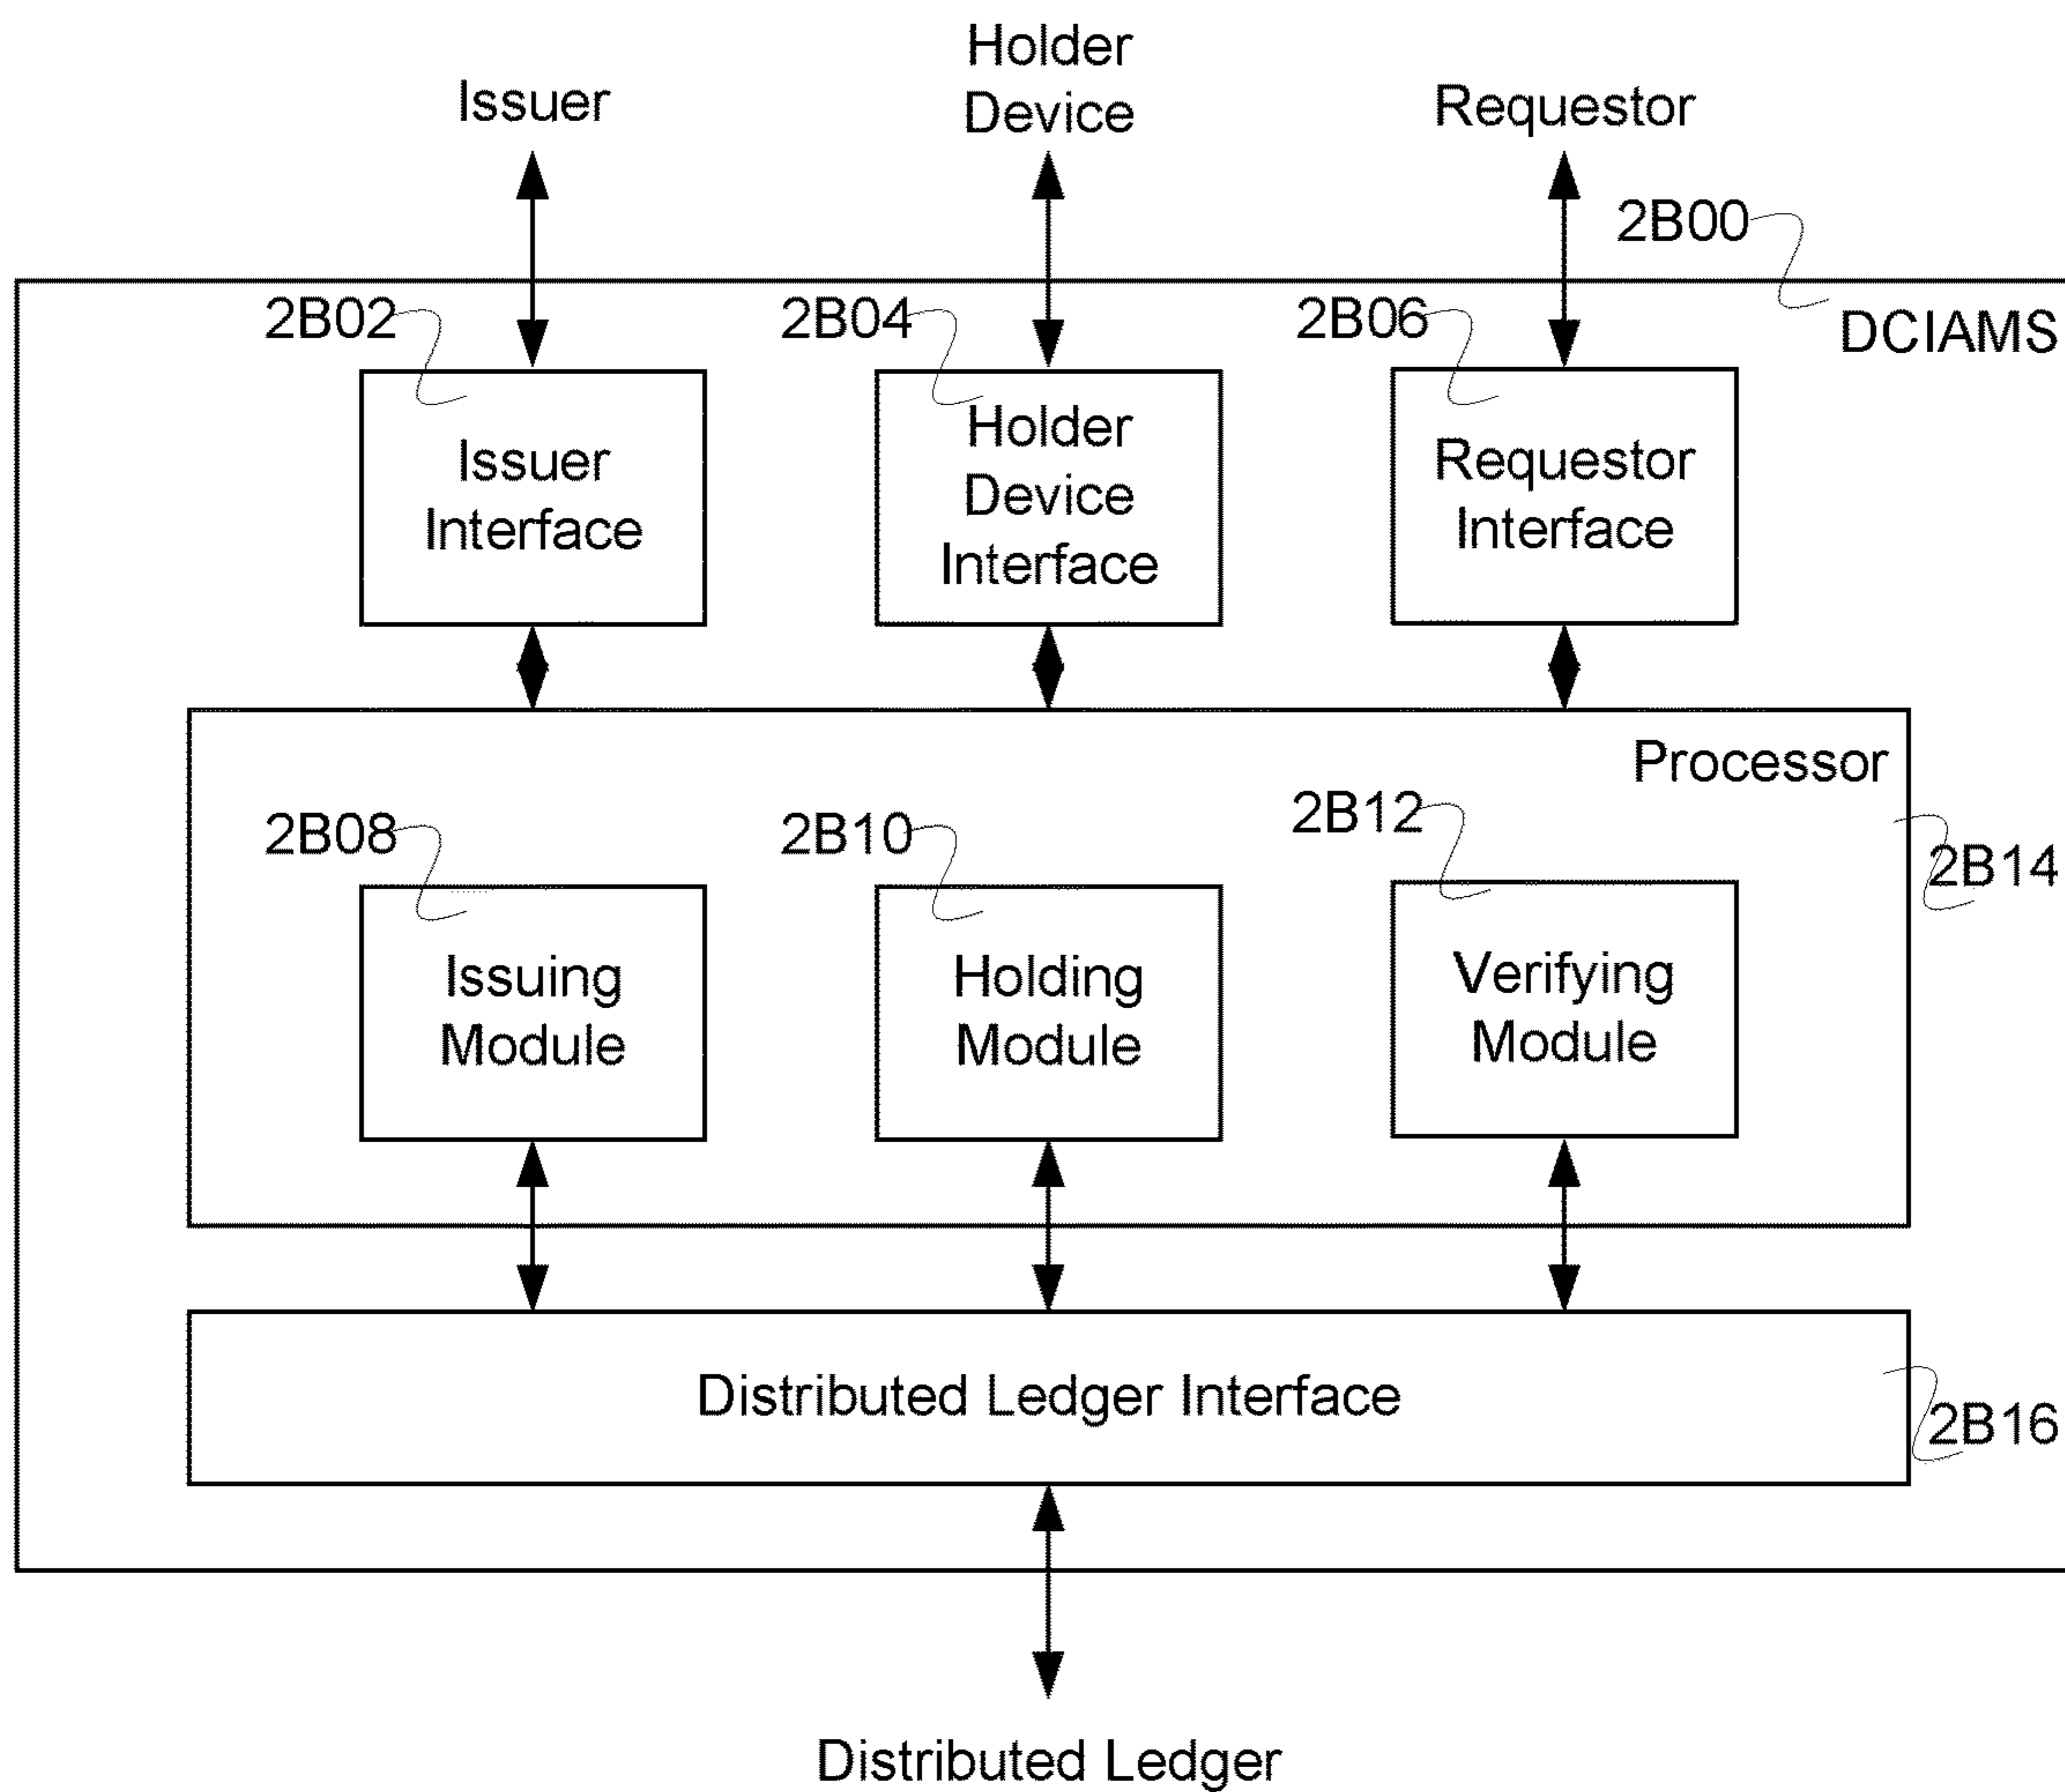 Holder
Device
Issuer
Requestor
2B00
DCIAMS
2B02
2B04
2B06
Issuer
Interface
Holder
Device
Interface
Requestor
Interface
Processor
2B08
2B10
2B12
2B14
Issuing
Module
Holding
Module
Verifying
Module
Distributed Ledger Interface
2B16
Distributed Ledger